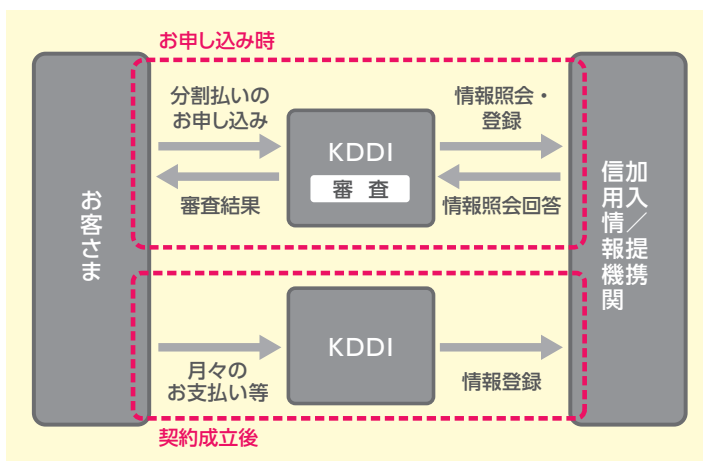 お申し込み時
お客さま
分割払いの
お申し込み
審査結果
KDDI
審 査
情報照会・
登録
情報照会回答
加入／提携
信用情報機関
月々の
お支払い等
KDDI
情報登録
契約成立後